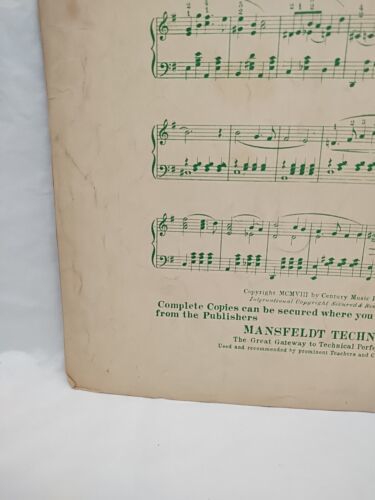 Copyright MCMVIII by Century Music P
International Copyright Secured
Complete Copies can be secured where you
from the Publishers
MANSFELDT TECHN
The Great Gateway to Technical Perfe
Used and recommended by prominent Teachers and C